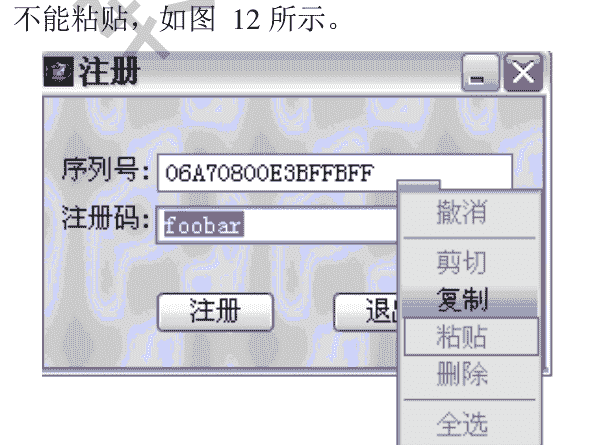 不能粘贴，如图 12 所示。
注册
序列号: 06A70800E3BFFBFF
注册码: foobar
注册
撤消
剪切
复制
粘贴
删除
全选